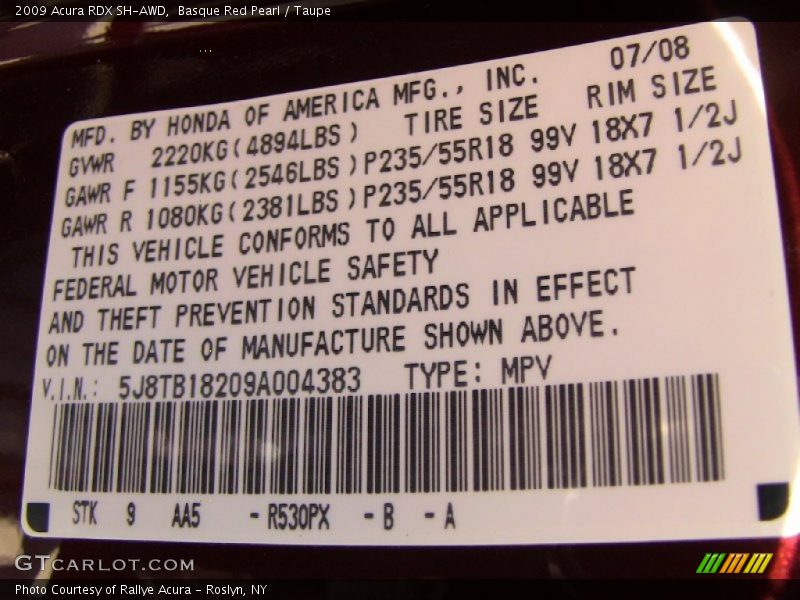 2009 Acura RDX SH-AWD, Basque Red Pearl / Taupe
MFD. BY HONDA OF AMERICA MFG., INC. 07/08
GVWR 2220KG(4894LBS) TIRE SIZE RIM SIZE
GAWR F 1155KG(2546LBS)P235/55R18 99V 18X7 1/2J
GAWR R 1080KG(2381LBS)P235/55R18 99V 18X7 1/2J
THIS VEHICLE CONFORMS TO ALL APPLICABLE
FEDERAL MOTOR VEHICLE SAFETY
AND THEFT PREVENTION STANDARDS IN EFFECT
ON THE DATE OF MANUFACTURE SHOWN ABOVE.
V.I.N.: 5J8TB18209A004383 TYPE: MPV
STK 9 AA5 - R530PX - B - A
GTCARLOT.COM
Photo Courtesy of Rallye Acura - Roslyn, NY